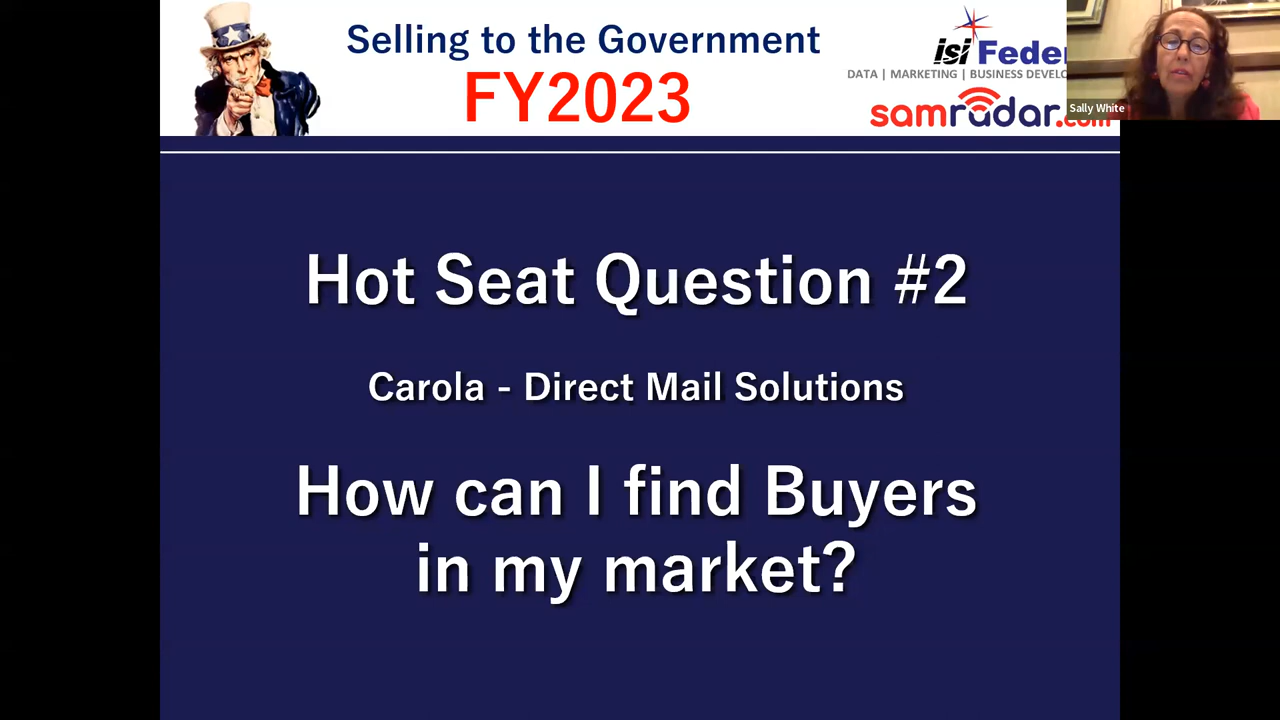 Selling to the Government
FY2023
isi Feder
DATA | MARKETING | BUSINESS DEVELO
samradar.com
Sally White
Hot Seat Question #2
Carola - Direct Mail Solutions
How can I find Buyers
in my market?